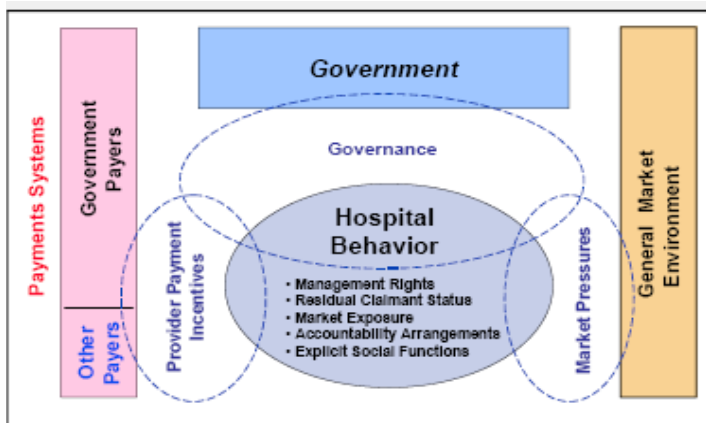 Government
Governance
Payments Systems
Government
Payers
Other
Payers
Provider Payment
Incentives
Hospital
Behavior
• Management Rights
• Residual Claimant Status
• Market Exposure
• Accountability Arrangements
• Explicit Social Functions
Market Pressures
General Market
Environment